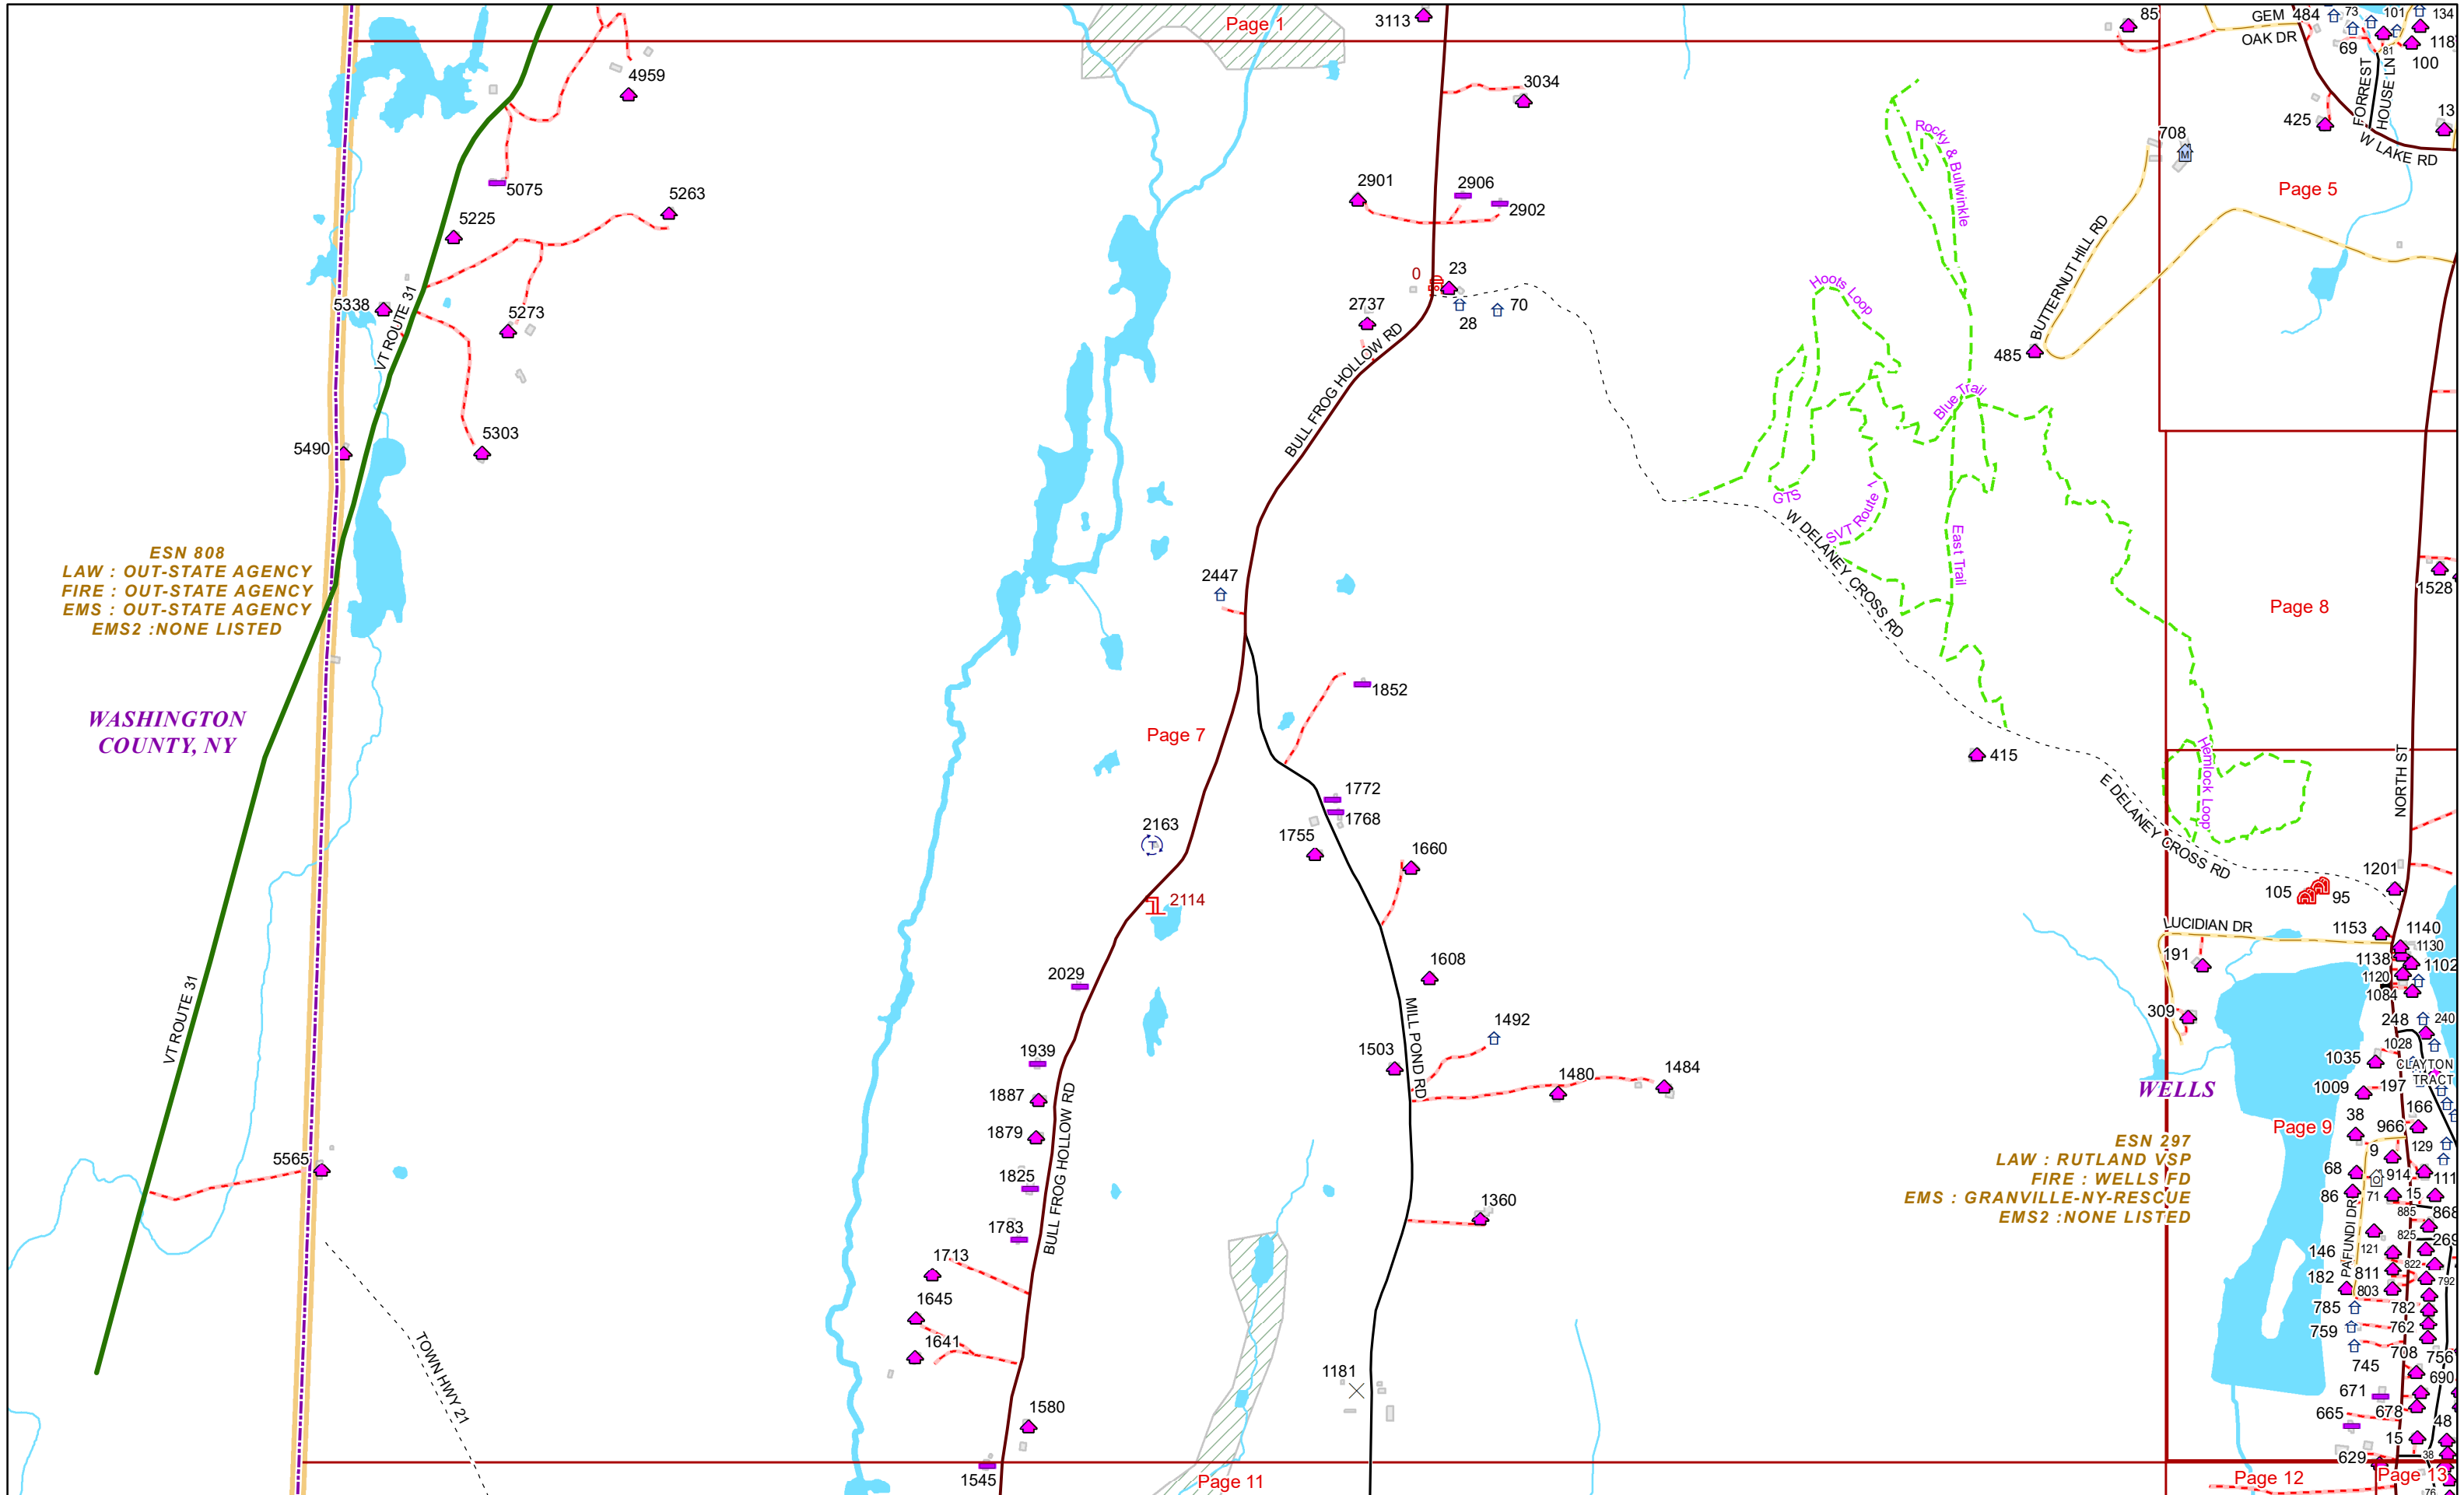 Page 1
3113
85
GEM
484
73
101
134
OAK DR
69
81
118
100
4959
3034
FORREST
HOUSE LN
13
425
W LAKE RD
708
Rocky & Bullwinkle
5075
5263
2901
2906
2902
Page 5
5225
BUTTERNUT HILL RD
0
23
28
70
Hoots Loop
5338
VT ROUTE 31
5273
2737
BULL FROG HOLLOW RD
485
Blue Trail
5490
5303
GTS
SVT Route 1
W DELANEY CROSS RD
East Trail
ESN 808
LAW : OUT-STATE AGENCY
FIRE : OUT-STATE AGENCY
EMS : OUT-STATE AGENCY
EMS2 :NONE LISTED
2447
1528
Page 8
WASHINGTON
COUNTY, NY
1852
Page 7
415
Hemlock Loop
NORTH ST
E DELANEY CROSS RD
1772
1768
2163
1755
1660
1201
105
95
2114
LUCIDIAN DR
1153
1140
1130
191
1138
1102
1120
1084
1608
2029
VT ROUTE 31
MILL POND RD
309
248
240
1492
1939
1503
1028
1035
CLAYTON
TRACT
1480
1484
1887
1009
197
WELLS
1879
38
166
Page 9
966
129
BULL FROG HOLLOW RD
ESN 297
LAW : RUTLAND VSP
FIRE : WELLS FD
EMS : GRANVILLE-NY-RESCUE
EMS2 :NONE LISTED
5565
9
68
914
111
1825
86
71
15
1360
885
868
PAFUNDI DR
1783
825
269
146
121
1713
822
182
811
792
803
1645
785
782
759
762
1641
TOWN HWY 21
708
756
745
1181
690
671
1580
665
678
48
15
629
38
1545
Page 11
Page 12
Page 13
76